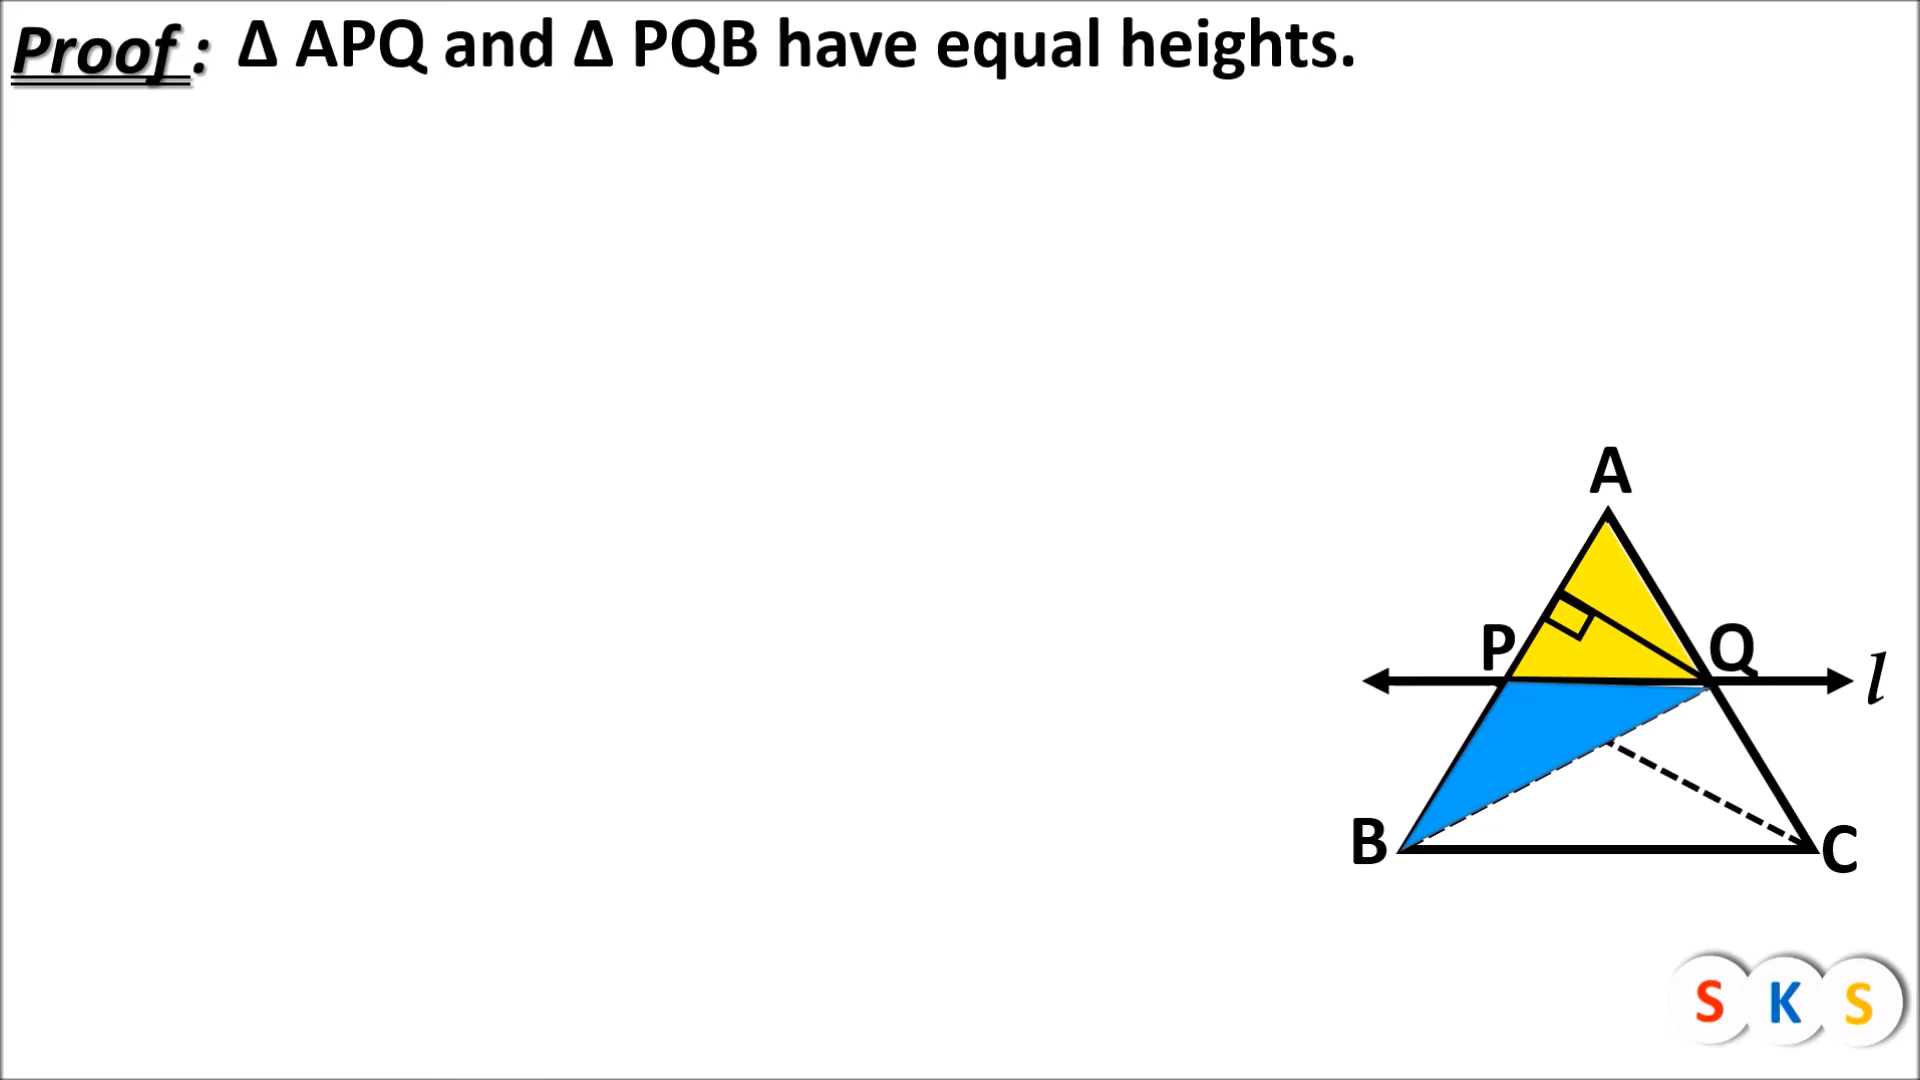 Proof : Δ APQ and Δ PQB have equal heights.
A
P
Q
l
B
C
S K S